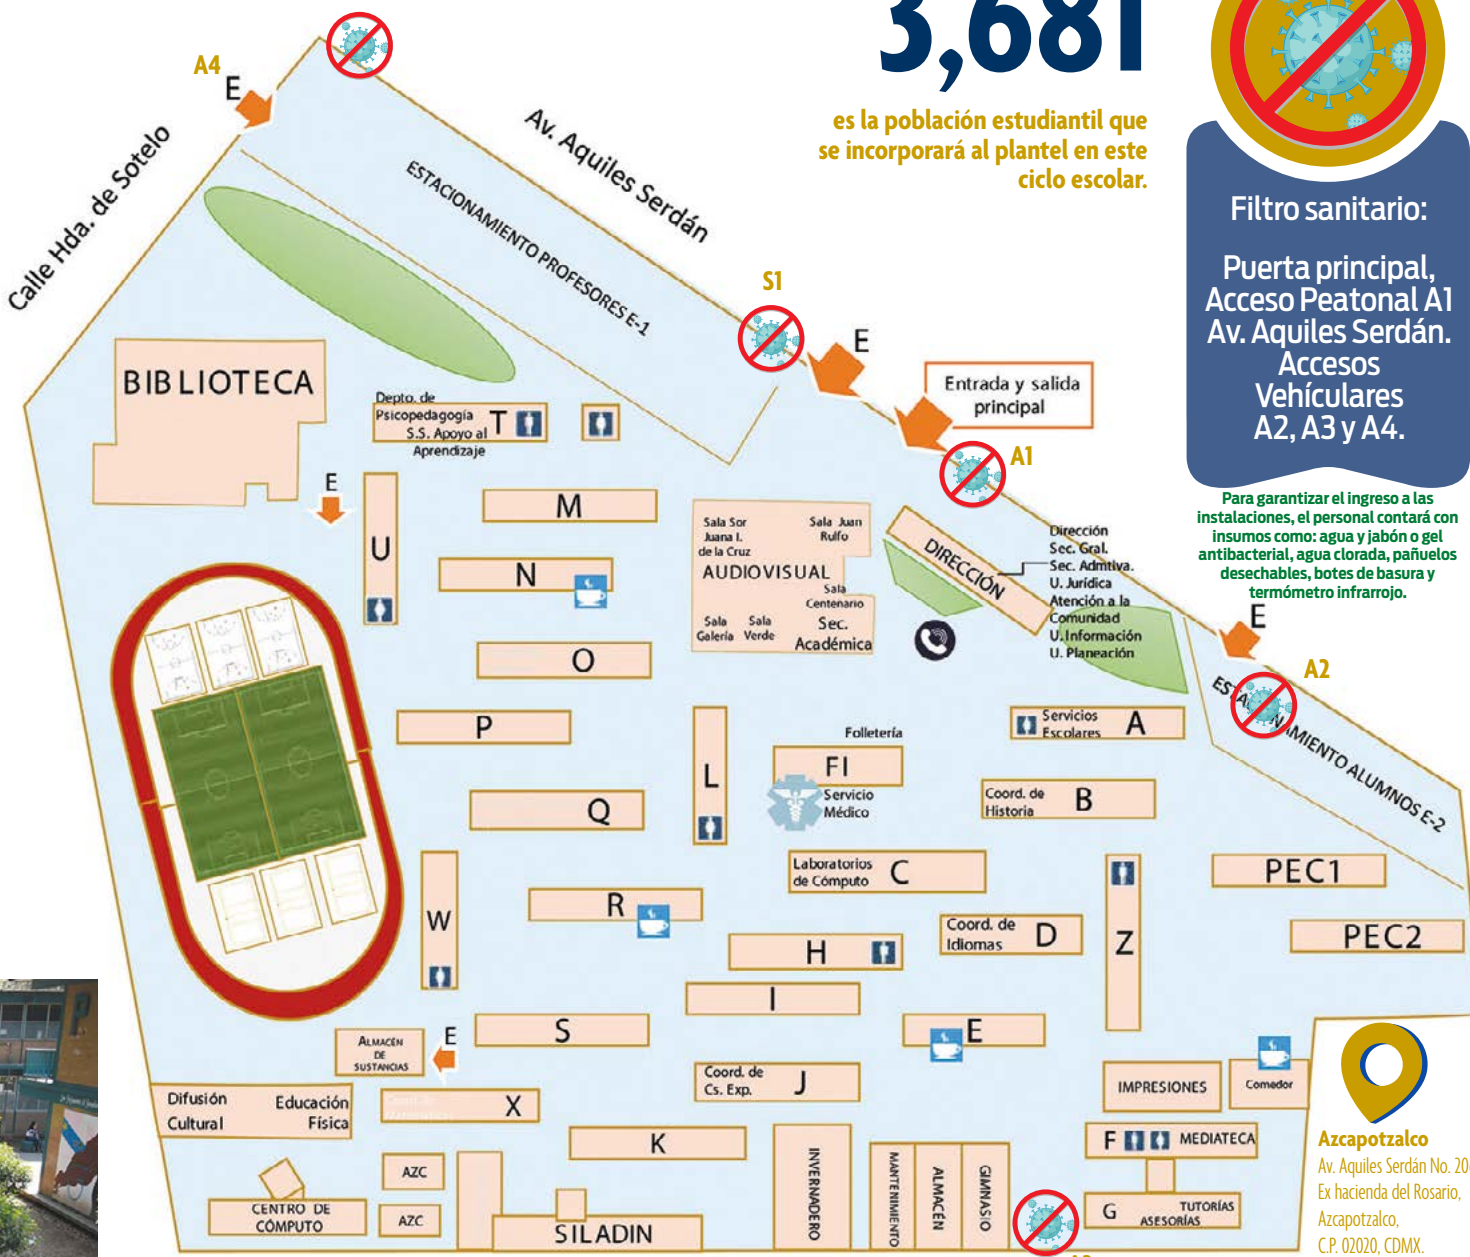 3,681
es la población estudiantil que
se incorporará al plantel en este
ciclo escolar.
Filtro sanitario:
Puerta principal,
Acceso Peatonal A1
Av. Aquiles Serdán.
Accesos
Vehículares
A2, A3 y A4.
Para garantizar el ingreso a las
instalaciones, el personal contará con
insumos como: agua y jabón o gel
antibacterial, agua clorada, pañuelos
desechables, botes de basura y
termómetro infrarrojo.
A4
E
Calle Hda. de Sotelo
Av. Aquiles Serdán
ESTACIONAMIENTO PROFESORES E-1
S1
E
Entrada y salida
principal
A1
BIBLIOTECA
Depto. de
Psicopedagogía
S.S. Apoyo al
Aprendizaje
T
E
U
M
N
O
P
Q
Sala Sor
Juana I.
de la Cruz
Sala Juan
Rulfo
AUDIOVISUAL
Sala
Centenario
Sala
Galería
Sala
Verde
Sec.
Académica
DIRECCIÓN
Dirección
Sec. Gral.
Sec. Admtiva.
U. Jurídica
Atención a la
Comunidad
U. Información
U. Planeación
E
A2
ESTACIONAMIENTO ALUMNOS E-2
L
Folletería
FI
Servicio
Médico
Servicios
Escolares
A
Coord. de
Historia
B
Laboratorios
de Cómputo
C
Coord. de
Idiomas
D
Z
PEC1
PEC2
W
R
H
I
S
E
E
ALMACÉN
DE
SUSTANCIAS
Coord. de
Cs. Exp.
J
IMPRESIONES
Comedor
Difusión
Cultural
Educación
Física
X
K
F
MEDIATECA
AZC
AZC
CENTRO DE
CÓMPUTO
SILADIN
INVERNADERO
MANTENIMIENTO
ALMACÉN
GIMNASIO
G
TUTORÍAS
ASESORÍAS
Azcapotzalco
Av. Aquiles Serdán No. 20
Ex hacienda del Rosario,
Azcapotzalco,
C.P. 02020, CDMX.